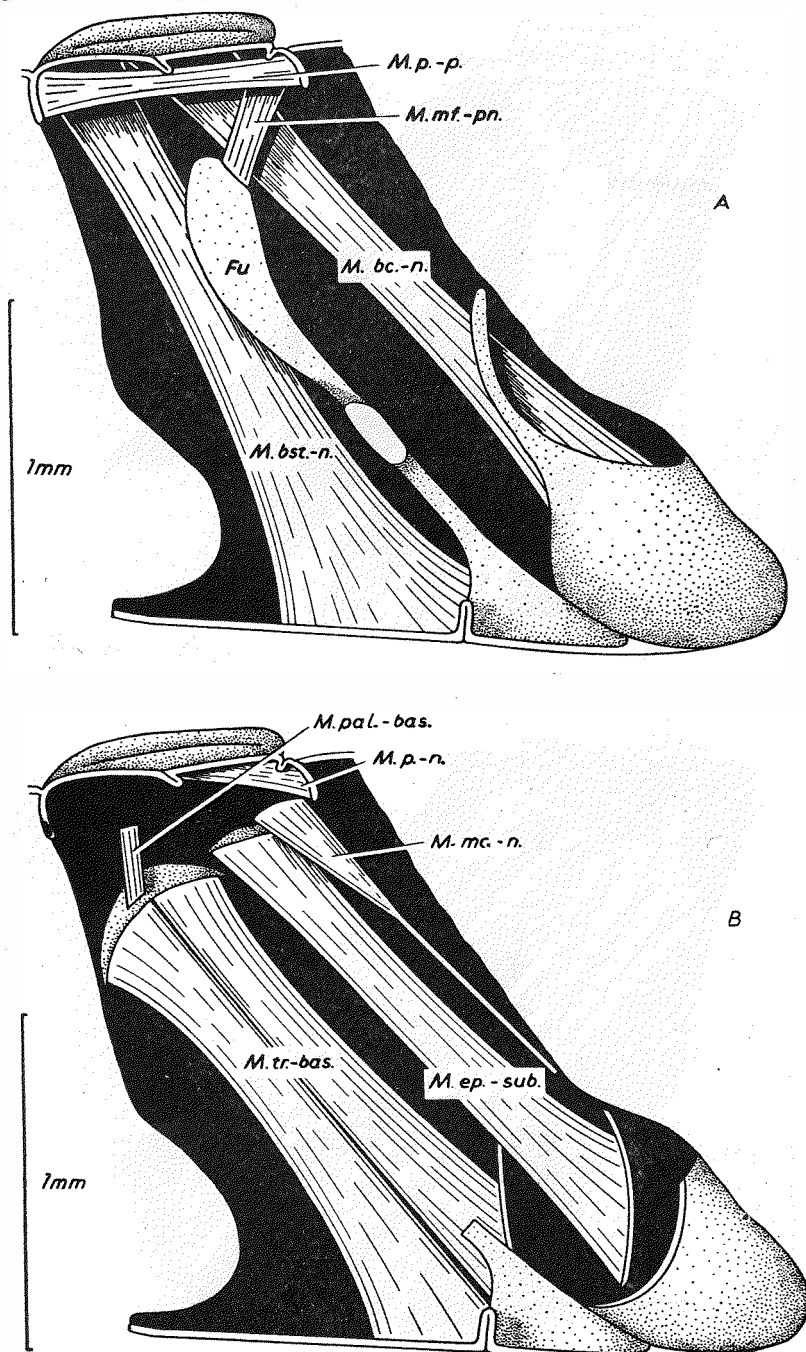 M.p.-p.
M.mf.-pn.
A
Fu
M. bc.-n.
M.bst.-n.
1mm
M.pal.-bas.
M.p.-n.
M.mc.-n.
B
M.tr.-bas.
M.ep.-sub.
1mm